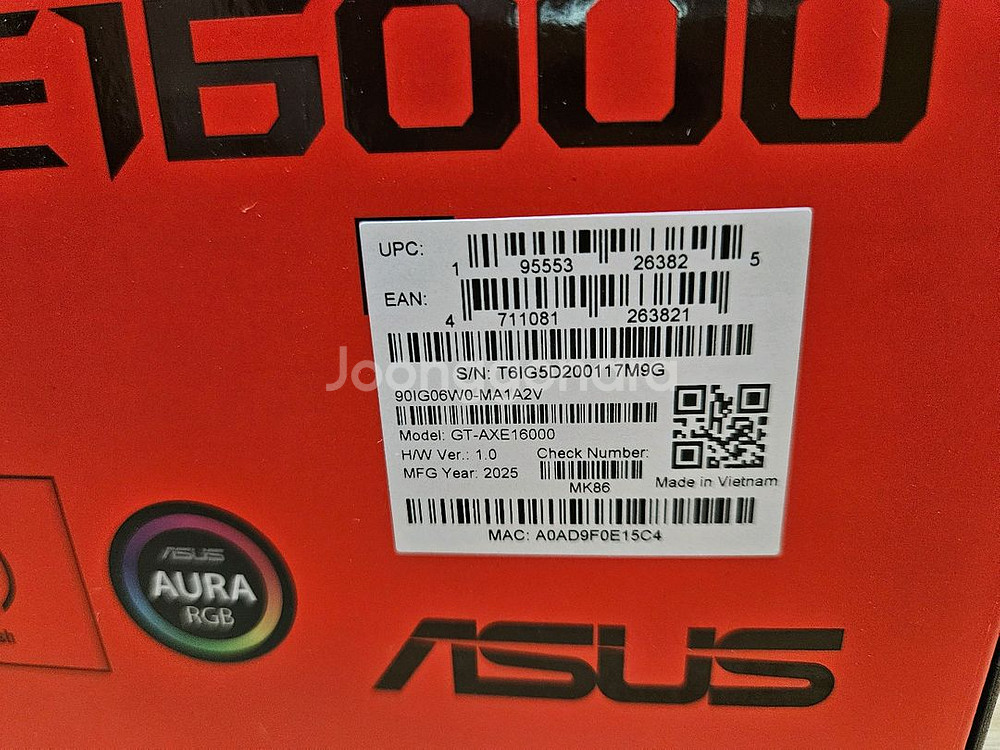 E16000
UPC:
1 95553 26382 5
EAN:
4 711081 263821
Joonggonara
S/N: T6IG5D200117M9G
90IG06W0-MA1A2V
Model: GT-AXE16000
H/W Ver.: 1.0
Check Number:
MFG Year: 2025
MK86
Made in Vietnam
MAC: A0AD9F0E15C4
ASUS
AURA
RGB
ASUS